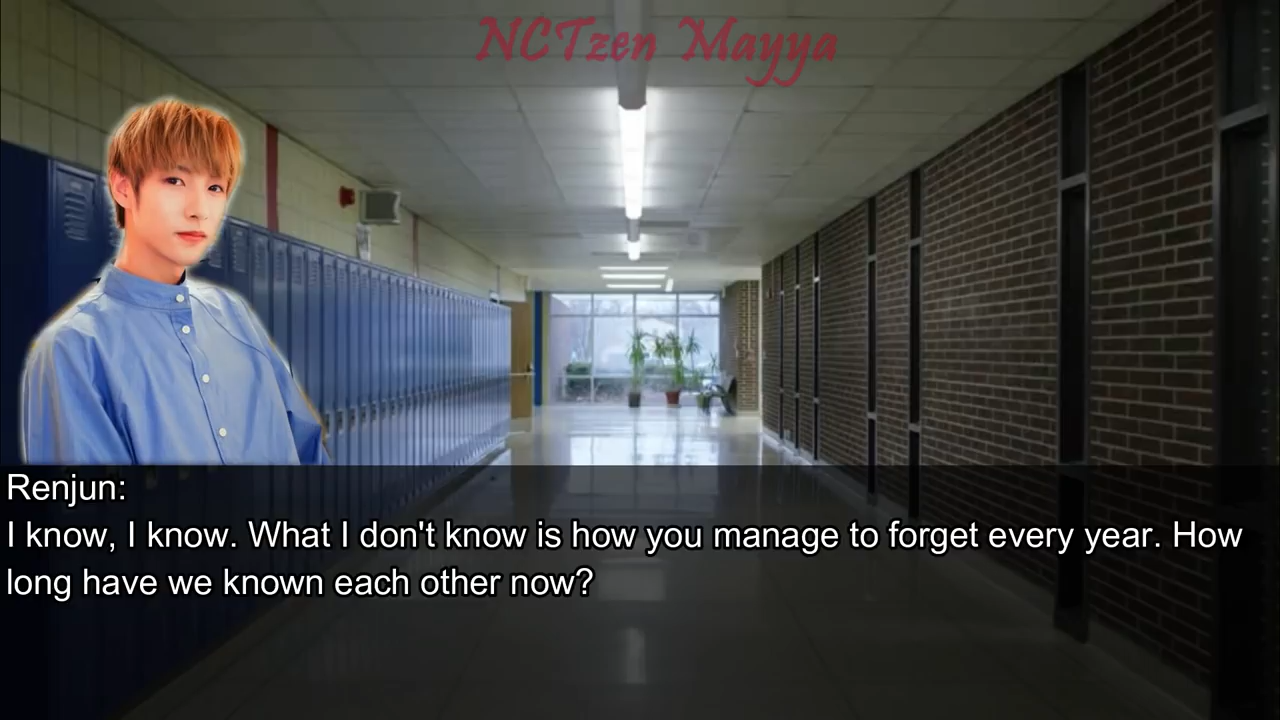 NCTzen Mayya
Renjun:
I know, I know. What I don't know is how you manage to forget every year. How
long have we known each other now?